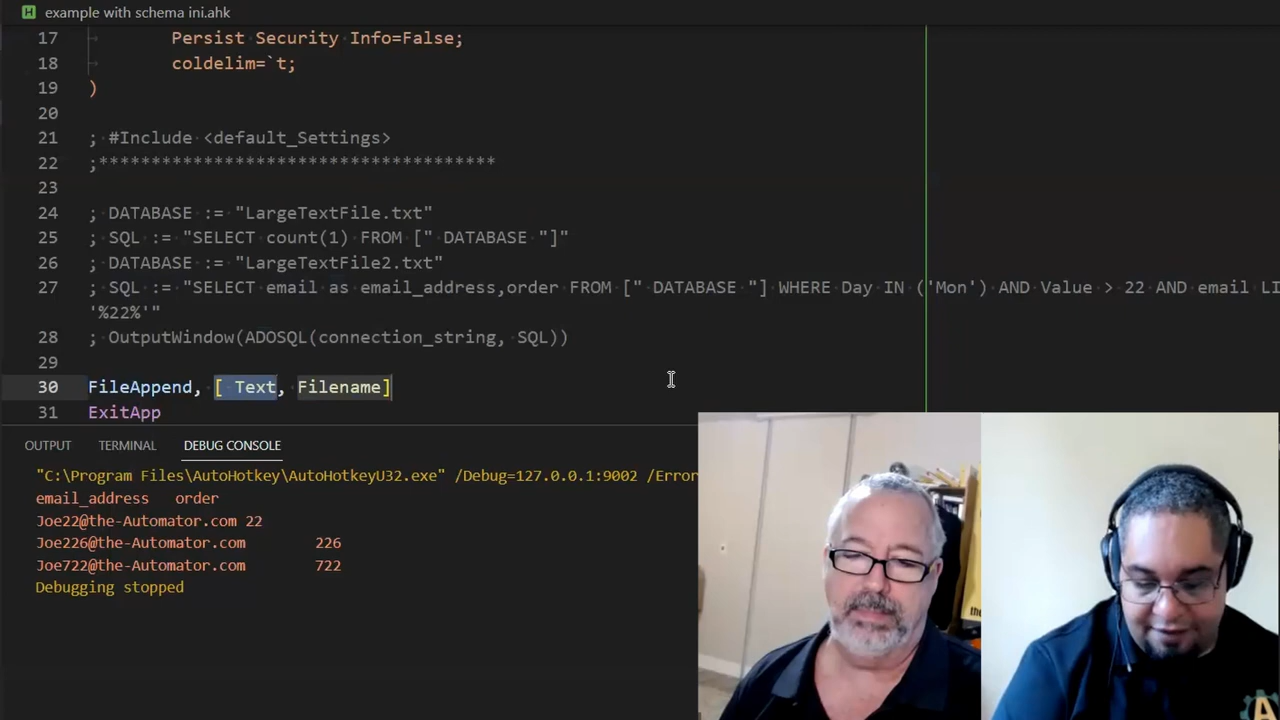 example with schema ini.ahk
17 Persist Security Info=False;
18 coldelim=`t;
19 )
20
21 ; #Include <default_Settings>
22 ;************************************
23
24 ; DATABASE := "LargeTextFile.txt"
25 ; SQL := "SELECT count(1) FROM [" DATABASE "]"
26 ; DATABASE := "LargeTextFile2.txt"
27 ; SQL := "SELECT email as email_address,order FROM [" DATABASE "] WHERE Day IN ('Mon') AND Value > 22 AND email LI
'%22%'"
28 ; OutputWindow(ADOSQL(connection_string, SQL))
29
30 FileAppend, [ Text, Filename]
31 ExitApp
OUTPUT TERMINAL DEBUG CONSOLE
"C:\Program Files\AutoHotkey\AutoHotkeyU32.exe" /Debug=127.0.0.1:9002 /Error
email_address order
Joe22@the-Automator.com 22
Joe226@the-Automator.com 226
Joe722@the-Automator.com 722
Debugging stopped